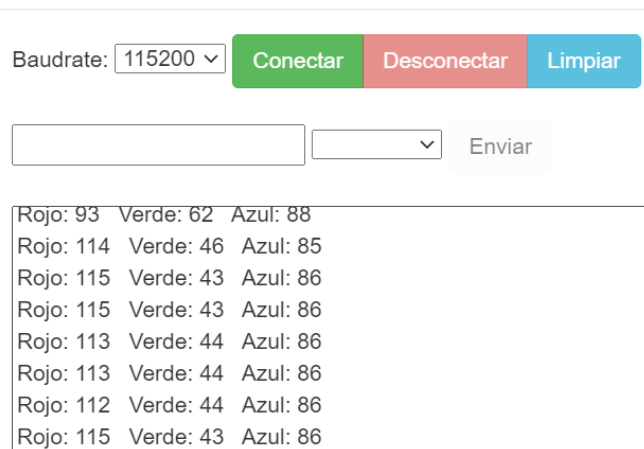 Baudrate: 115200 Conectar Desconectar Limpiar
Enviar
Rojo: 93 Verde: 62 Azul: 88
Rojo: 114 Verde: 46 Azul: 85
Rojo: 115 Verde: 43 Azul: 86
Rojo: 115 Verde: 43 Azul: 86
Rojo: 113 Verde: 44 Azul: 86
Rojo: 113 Verde: 44 Azul: 86
Rojo: 112 Verde: 44 Azul: 86
Rojo: 115 Verde: 43 Azul: 86